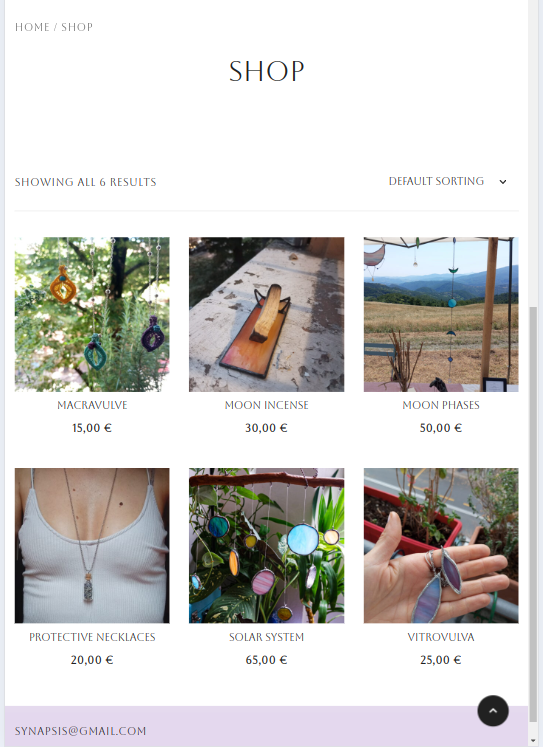 HOME / SHOP
SHOP
SHOWING ALL 6 RESULTS
DEFAULT SORTING
MACRAVULVE
15,00 €
MOON INCENSE
30,00 €
MOON PHASES
50,00 €
PROTECTIVE NECKLACES
20,00 €
SOLAR SYSTEM
65,00 €
VITROVULVA
25,00 €
SYNAPSIS@GMAIL.COM